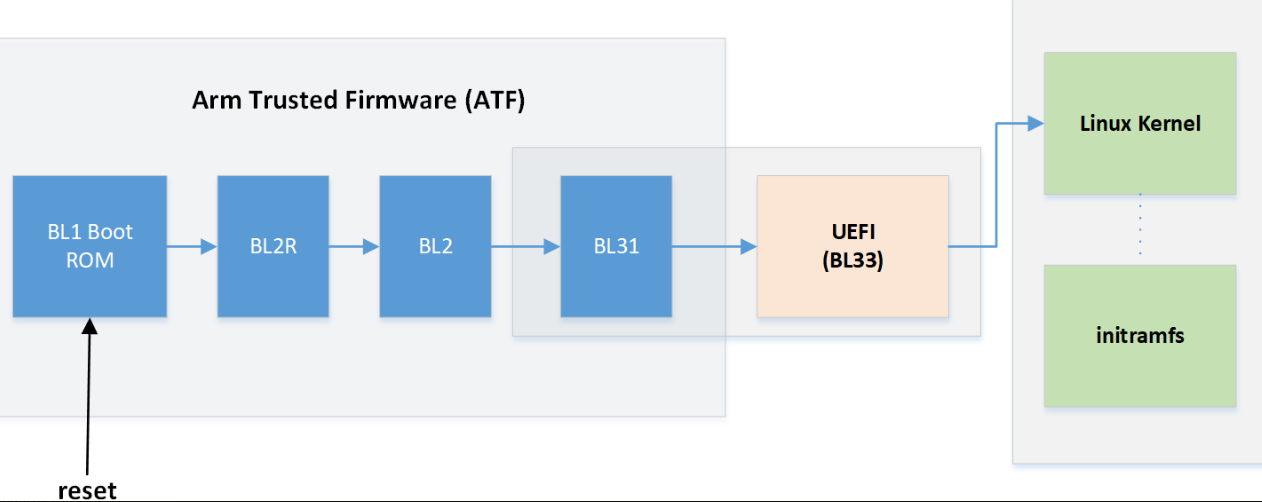 Arm Trusted Firmware (ATF)
BL1 Boot
ROM
BL2R
BL2
BL31
UEFI
(BL33)
Linux Kernel
initramfs
reset